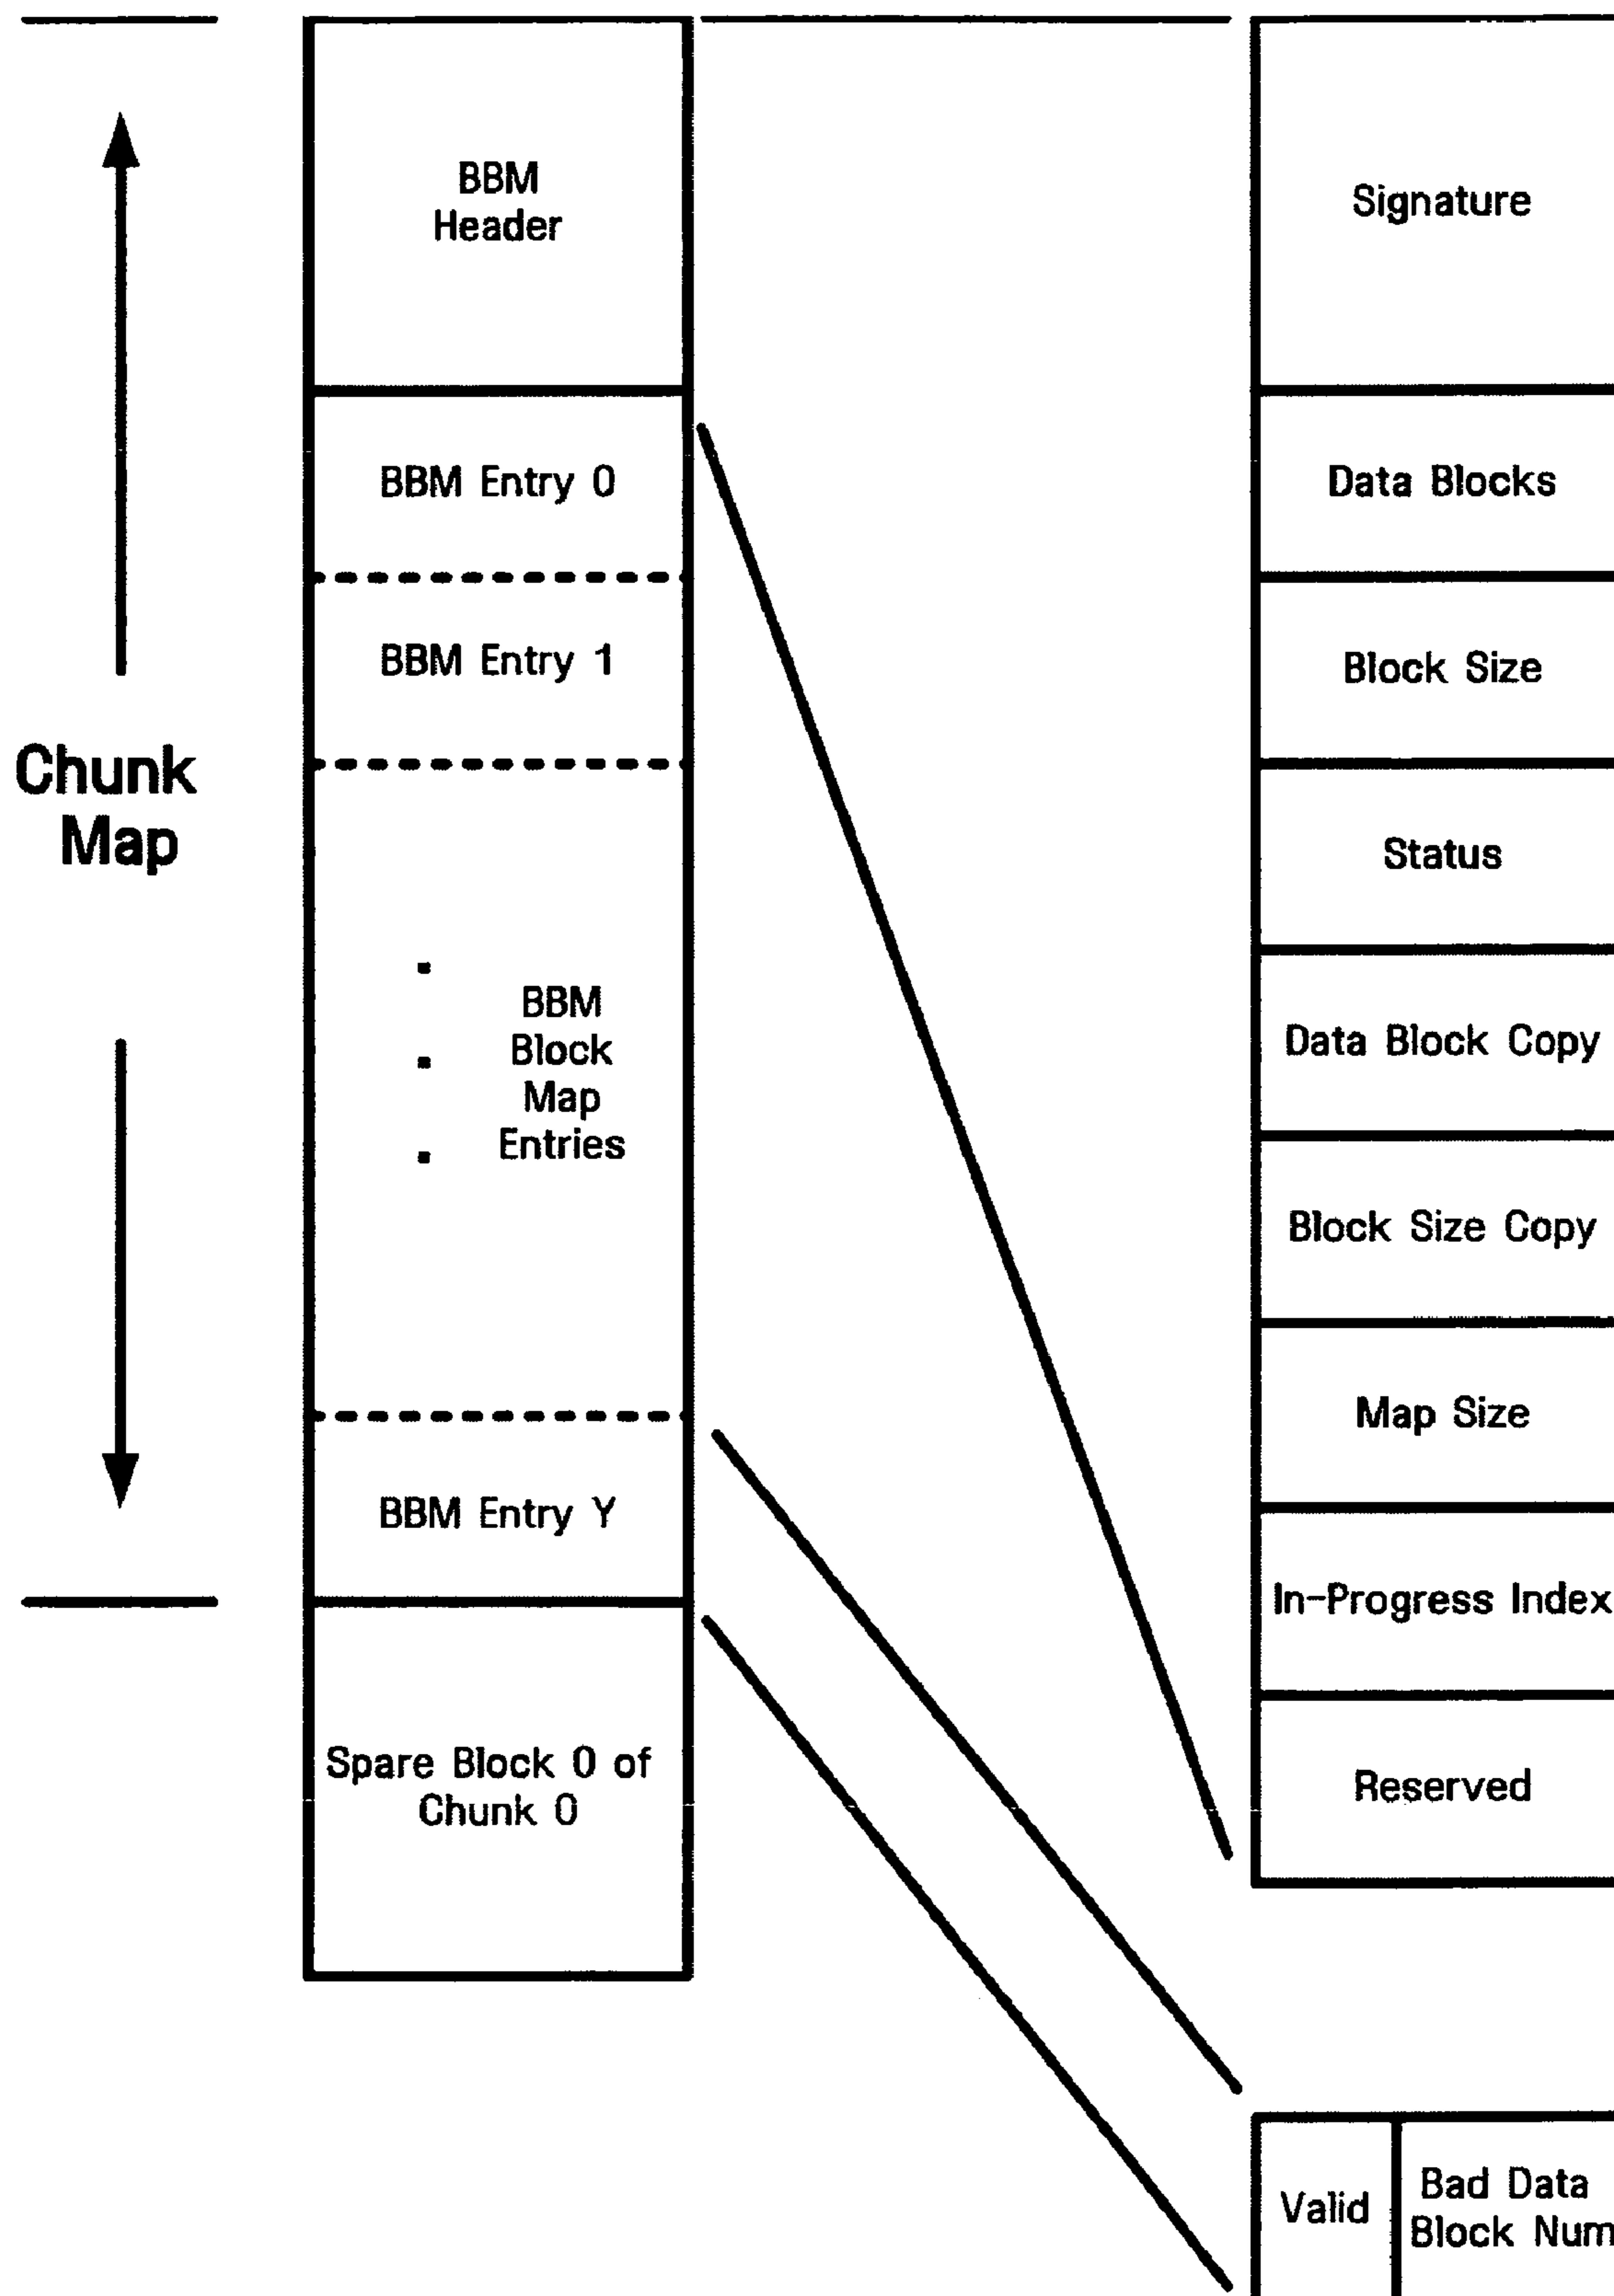 Chunk
Map
BBM
Header
BBM Entry 0
BBM Entry 1
BBM
Block
Map
Entries
BBM Entry Y
Spare Block 0 of
Chunk 0
Signature
Data Blocks
Block Size
Status
Data Block Copy
Block Size Copy
Map Size
In-Progress Index
Reserved
Valid
Bad Data
Block Num